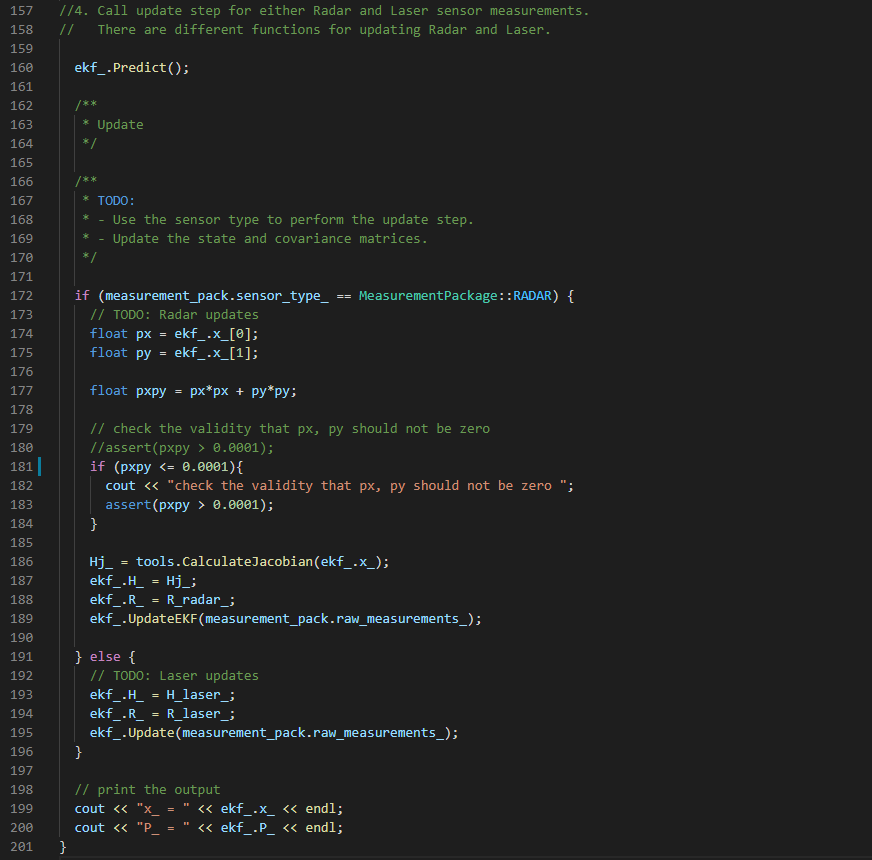 157 //4. Call update step for either Radar and Laser sensor measurements.
158 //   There are different functions for updating Radar and Laser.
159
160   ekf_.Predict();
161
162   /**
163    * Update
164    */
165
166   /**
167    * TODO:
168    * - Use the sensor type to perform the update step.
169    * - Update the state and covariance matrices.
170    */
171
172   if (measurement_pack.sensor_type_ == MeasurementPackage::RADAR) {
173     // TODO: Radar updates
174     float px = ekf_.x_[0];
175     float py = ekf_.x_[1];
176
177     float pxpy = px*px + py*py;
178
179     // check the validity that px, py should not be zero
180     //assert(pxpy > 0.0001);
181     if (pxpy <= 0.0001){
182       cout << "check the validity that px, py should not be zero ";
183       assert(pxpy > 0.0001);
184     }
185
186     Hj_ = tools.CalculateJacobian(ekf_.x_);
187     ekf_.H_ = Hj_;
188     ekf_.R_ = R_radar_;
189     ekf_.UpdateEKF(measurement_pack.raw_measurements_);
190
191   } else {
192     // TODO: Laser updates
193     ekf_.H_ = H_laser_;
194     ekf_.R_ = R_laser_;
195     ekf_.Update(measurement_pack.raw_measurements_);
196   }
197
198   // print the output
199   cout << "x_ = " << ekf_.x_ << endl;
200   cout << "P_ = " << ekf_.P_ << endl;
201 }